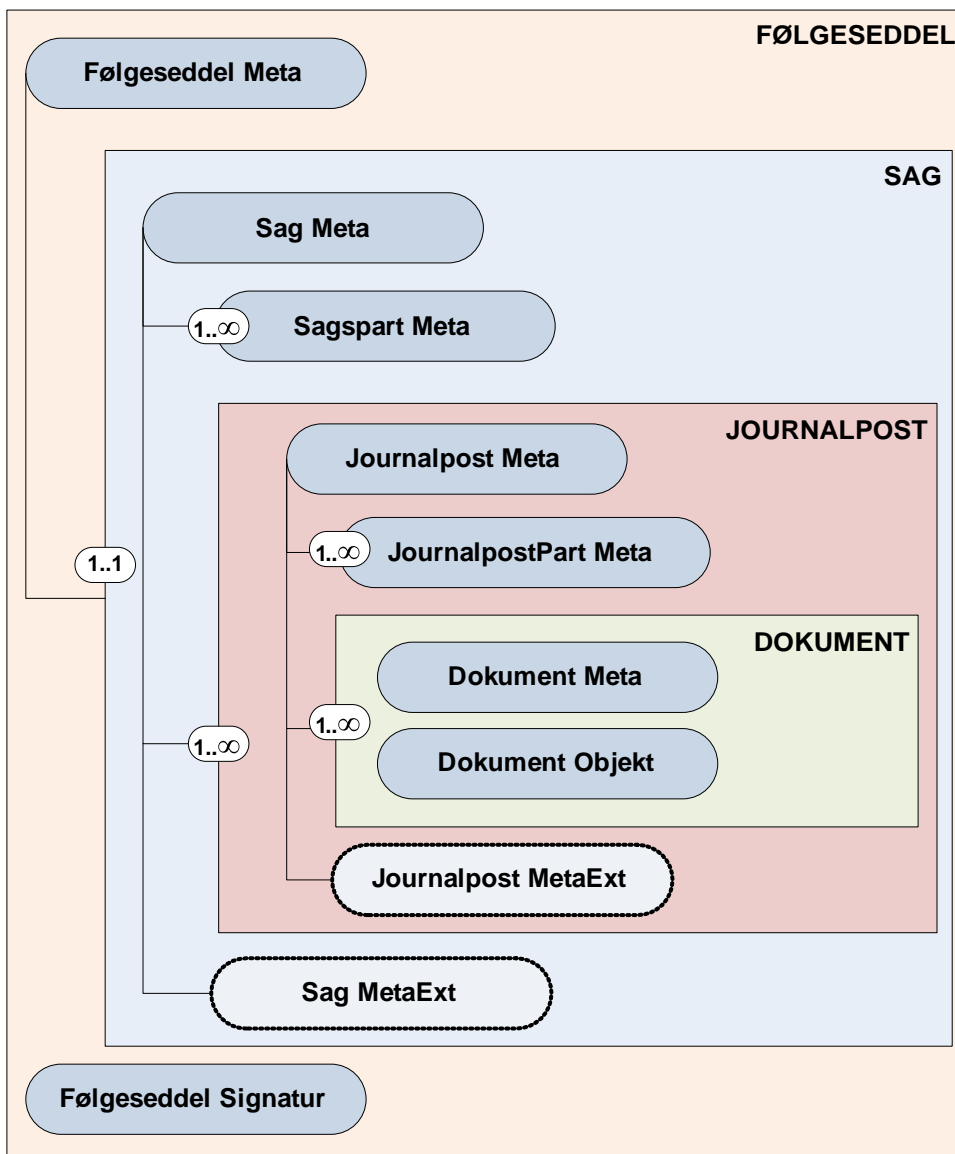 FØLGESEDDEL
Følgeseddel Meta
SAG
Sag Meta
1..∞
Sagspart Meta
JOURNALPOST
Journalpost Meta
1..∞
JournalpostPart Meta
1..1
DOKUMENT
Dokument Meta
1..∞
1..∞
Dokument Objekt
Journalpost MetaExt
Sag MetaExt
Følgeseddel Signatur